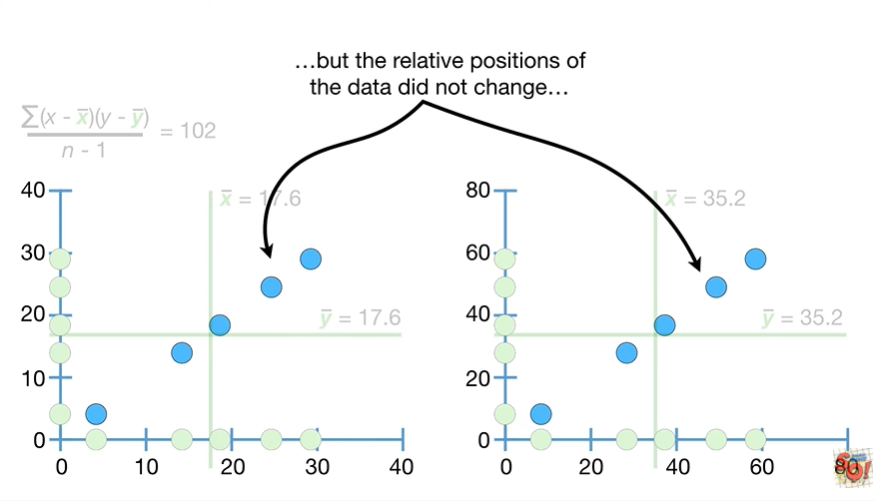 ...but the relative positions of
the data did not change...
∑(x - x̅)(y - y̅)
n - 1
= 102
40
30
20
10
0
0 10 20 30 40
x̅ = 17.6
y̅ = 17.6
80
60
40
20
0
0 20 40 60 80
x̅ = 35.2
y̅ = 35.2